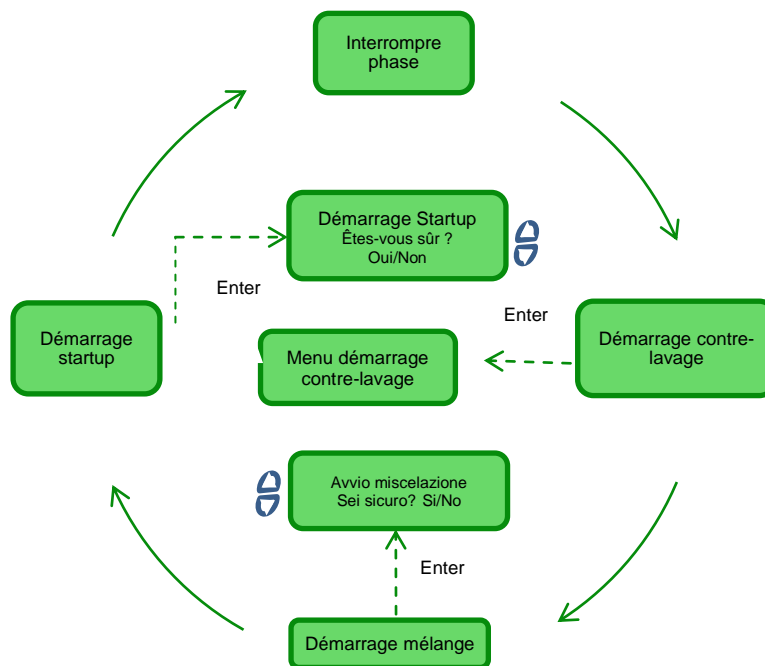 Interrompre
phase
Démarrage Startup
Êtes-vous sûr ?
Oui/Non
Enter
Enter
Démarrage
startup
Menu démarrage
contre-lavage
Démarrage contre-
lavage
Avvio miscelazione
Sei sicuro? Si/No
Enter
Démarrage mélange